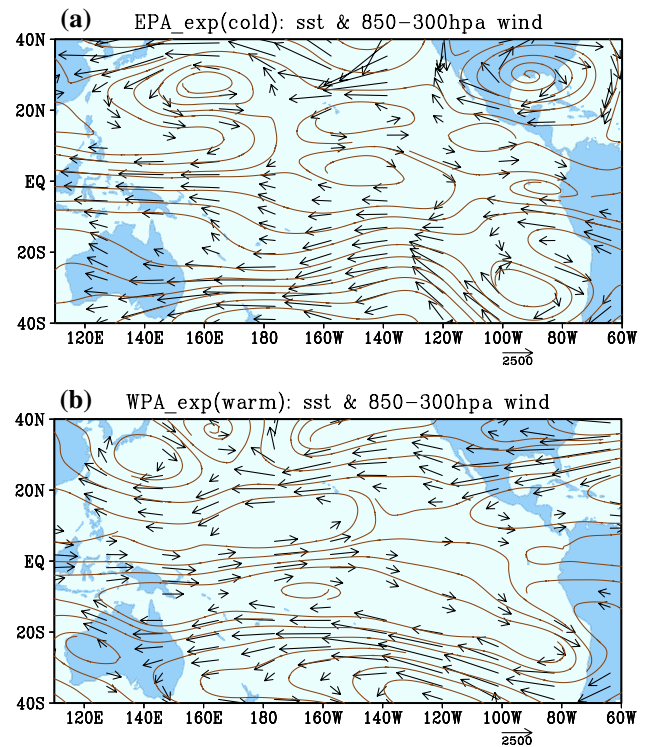 (a) EPA_exp(cold): sst & 850-300hpa wind
40N
20N
EQ
20S
40S
120E 140E 160E 180 160W 140W 120W 100W 80W 60W
2500
(b) WPA_exp(warm): sst & 850-300hpa wind
40N
20N
EQ
20S
40S
120E 140E 160E 180 160W 140W 120W 100W 80W 60W
2500